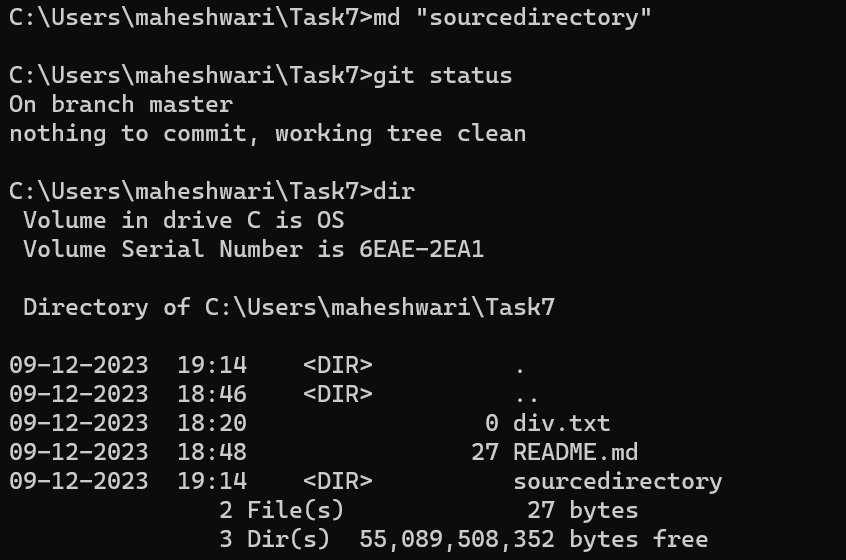 C:\Users\maheshwari\Task7>md "sourcedirectory"
C:\Users\maheshwari\Task7>git status
On branch master
nothing to commit, working tree clean
C:\Users\maheshwari\Task7>dir
 Volume in drive C is OS
 Volume Serial Number is 6EAE-2EA1
 Directory of C:\Users\maheshwari\Task7
09-12-2023  19:14    <DIR>          .
09-12-2023  18:46    <DIR>          ..
09-12-2023  18:20                 0 div.txt
09-12-2023  18:48                27 README.md
09-12-2023  19:14    <DIR>          sourcedirectory
               2 File(s)             27 bytes
               3 Dir(s)  55,089,508,352 bytes free